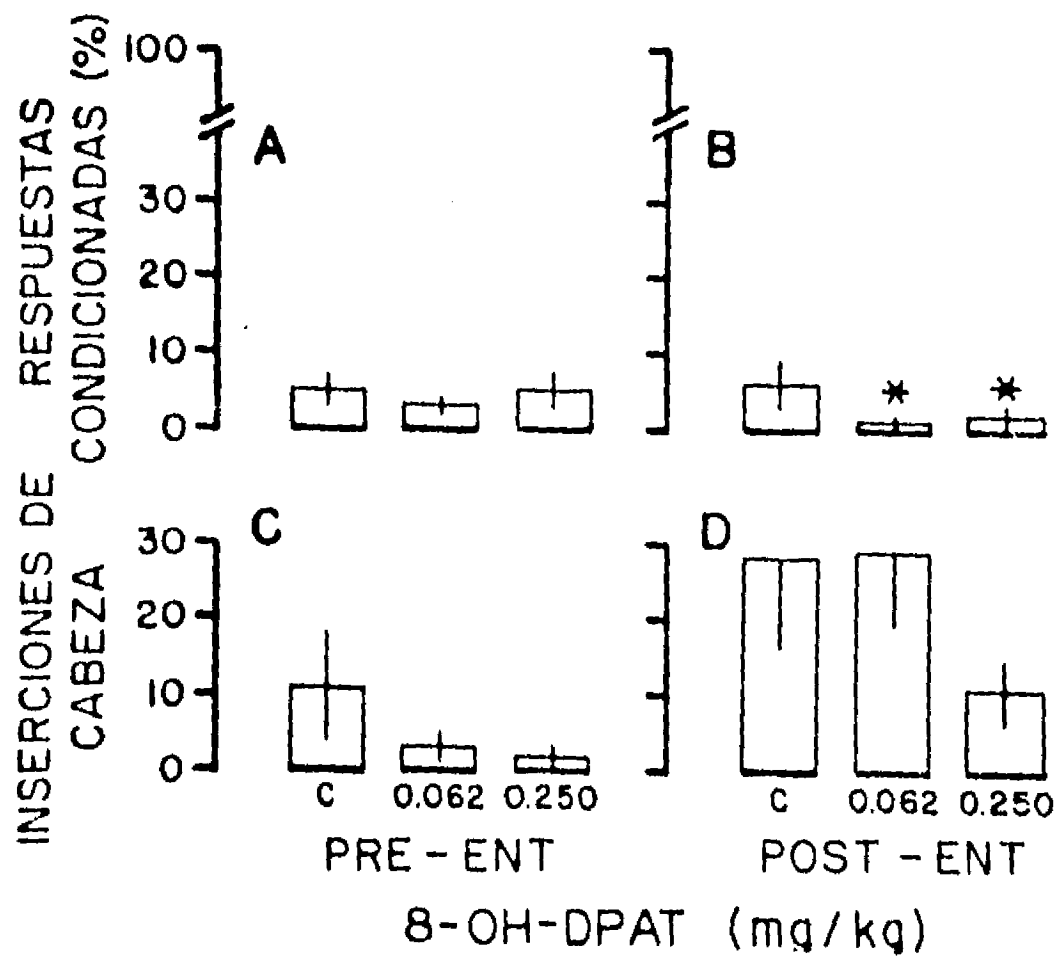 RESPUESTAS
CONDICIONADAS (%)
100
30
20
10
0
A
B
*
*
INSERCIONES DE
CABEZA
30
20
10
0
C
D
C 0.062 0.250
C 0.062 0.250
PRE-ENT
POST-ENT
8-OH-DPAT (mg/kg)